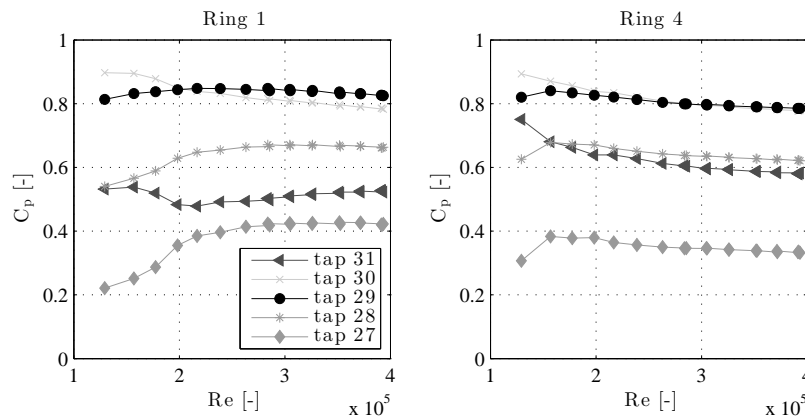 Ring 1
1
0.8
0.6
0.4
0.2
0
C_p [-]
1 2 3 4
Re [-]
x 10^5
tap 31
tap 30
tap 29
tap 28
tap 27
Ring 4
1
0.8
0.6
0.4
0.2
0
C_p [-]
1 2 3 4
Re [-]
x 10^5